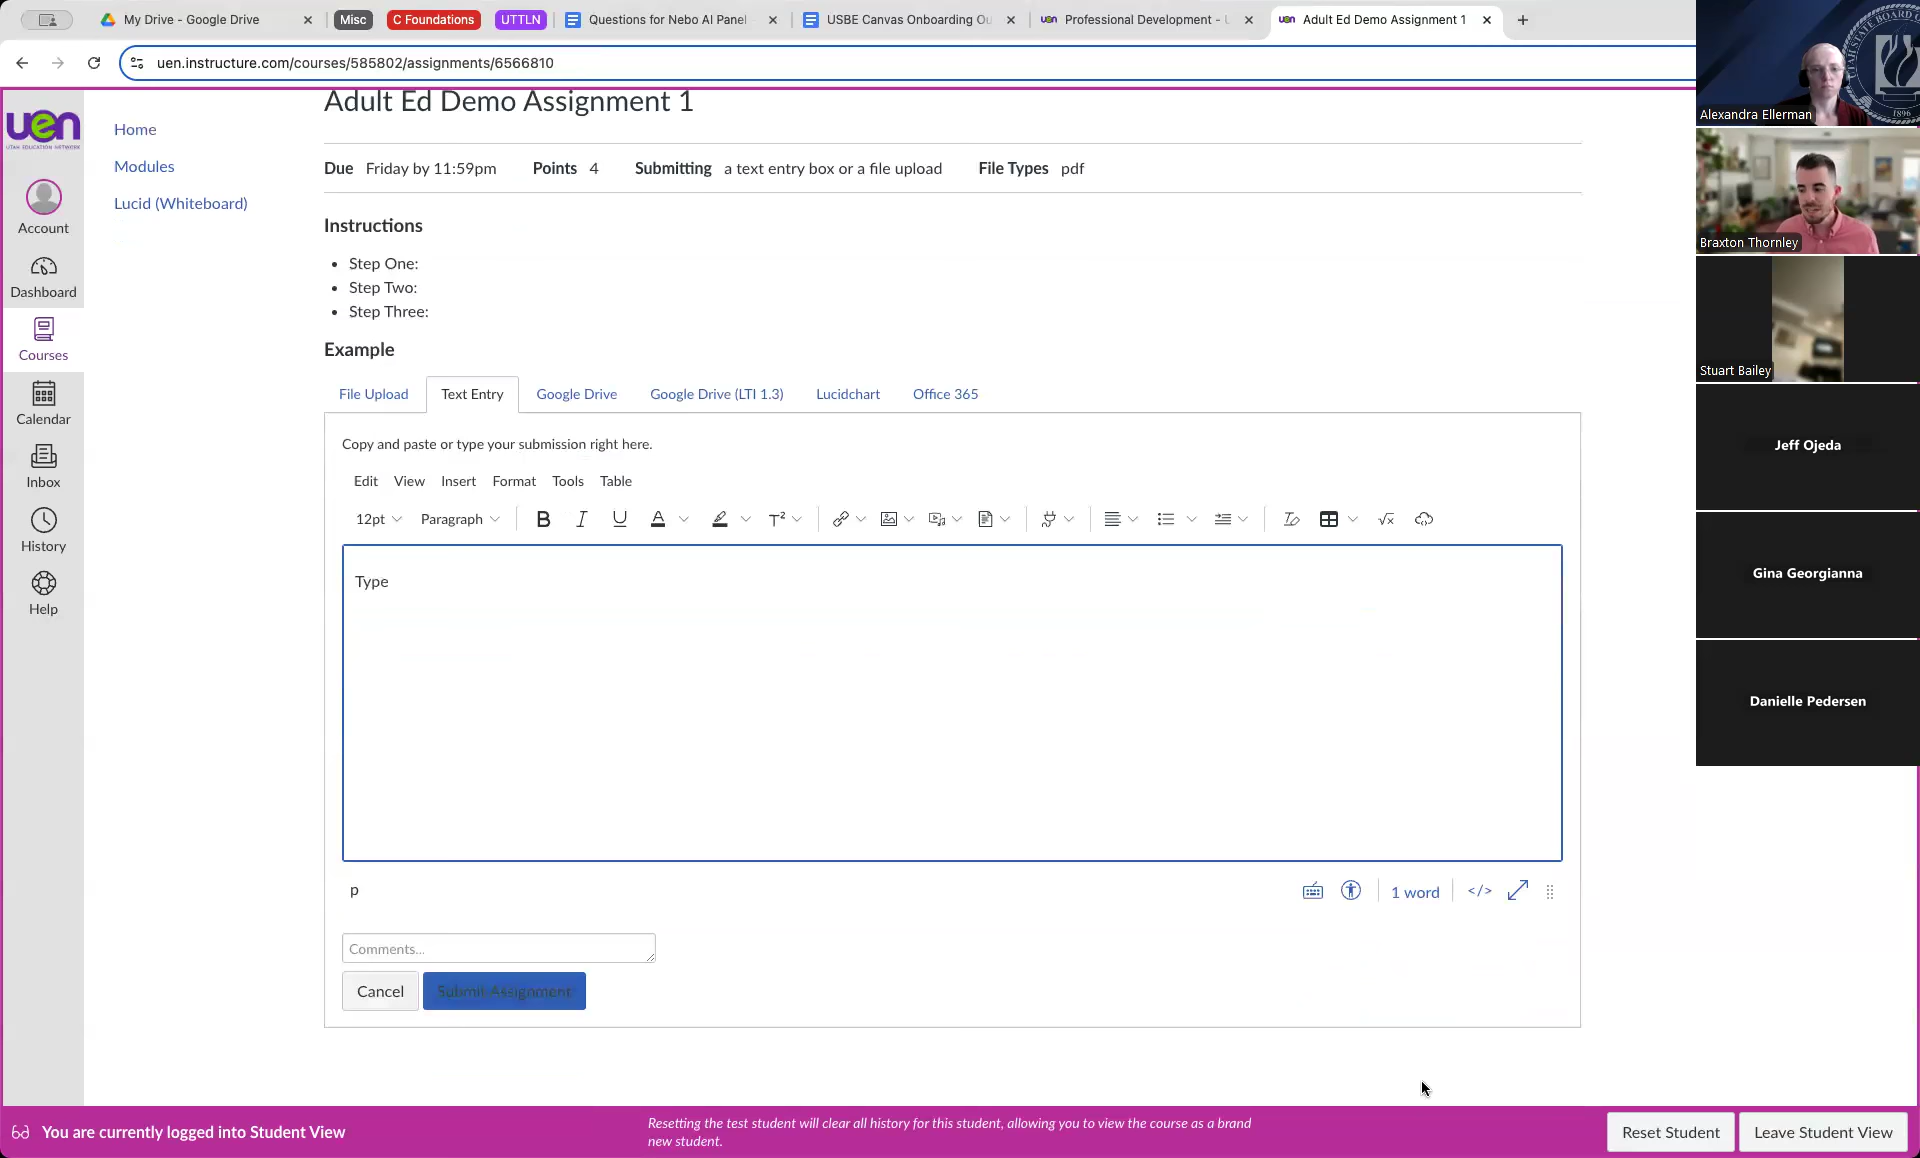 My Drive - Google Drive
Misc
C Foundations
UTTLN
Questions for Nebo AI Panel
USBE Canvas Onboarding Ou
Professional Development - U
Adult Ed Demo Assignment 1
uen.instructure.com/courses/585802/assignments/6566810
uen
UTAH EDUCATION NETWORK
Account
Dashboard
Courses
Calendar
Inbox
History
Help
Home
Modules
Lucid (Whiteboard)
Adult Ed Demo Assignment 1
Due Friday by 11:59pm Points 4 Submitting a text entry box or a file upload File Types pdf
Instructions
Step One:
Step Two:
Step Three:
Example
File Upload Text Entry Google Drive Google Drive (LTI 1.3) Lucidchart Office 365
Copy and paste or type your submission right here.
Edit View Insert Format Tools Table
12pt Paragraph
Type
p
1 word </>
Comments...
Cancel Submit Assignment
You are currently logged into Student View
Resetting the test student will clear all history for this student, allowing you to view the course as a brand
new student.
Reset Student Leave Student View
Alexandra Ellerman
1896
Braxton Thornley
Stuart Bailey
Jeff Ojeda
Gina Georgianna
Danielle Pedersen